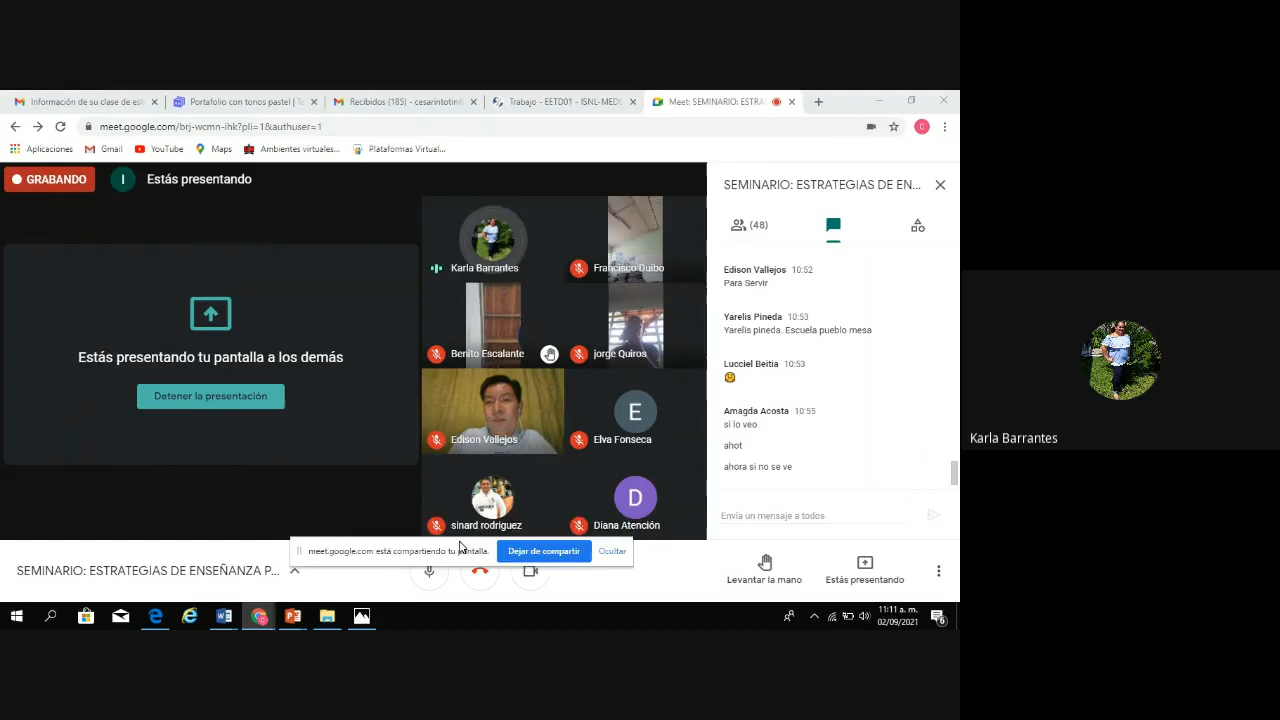 Información de su clase de est
Portafolio con tonos pastel | Te
Recibidos (185) - cesarintotin@
Trabajo - EETD01 - ISNL-MEDU
Meet: SEMINARIO: ESTRAT
meet.google.com/brj-wcmn-ihk?pli=1&authuser=1
C
Aplicaciones
Gmail
YouTube
Maps
Ambientes virtuales...
Plataformas Virtual...
GRABANDO
I
Estás presentando
SEMINARIO: ESTRATEGIAS DE EN...
(48)
Estás presentando tu pantalla a los demás
Detener la presentación
Karla Barrantes
Francisco Duibo
Benito Escalante
jorge Quiros
Edison Vallejos
E
Elva Fonseca
sinard rodriguez
D
Diana Atención
Edison Vallejos 10:52
Para Servir
Yarelis Pineda 10:53
Yarelis pineda. Escuela pueblo mesa
Lucciel Beitia 10:53
Amagda Acosta 10:55
si lo veo
ahot
ahora si no se ve
Envía un mensaje a todos
meet.google.com está compartiendo tu pantalla.
Dejar de compartir
Ocultar
SEMINARIO: ESTRATEGIAS DE ENSEÑANZA P...
Levantar la mano
Estás presentando
11:11 a. m.
02/09/2021
6
Karla Barrantes